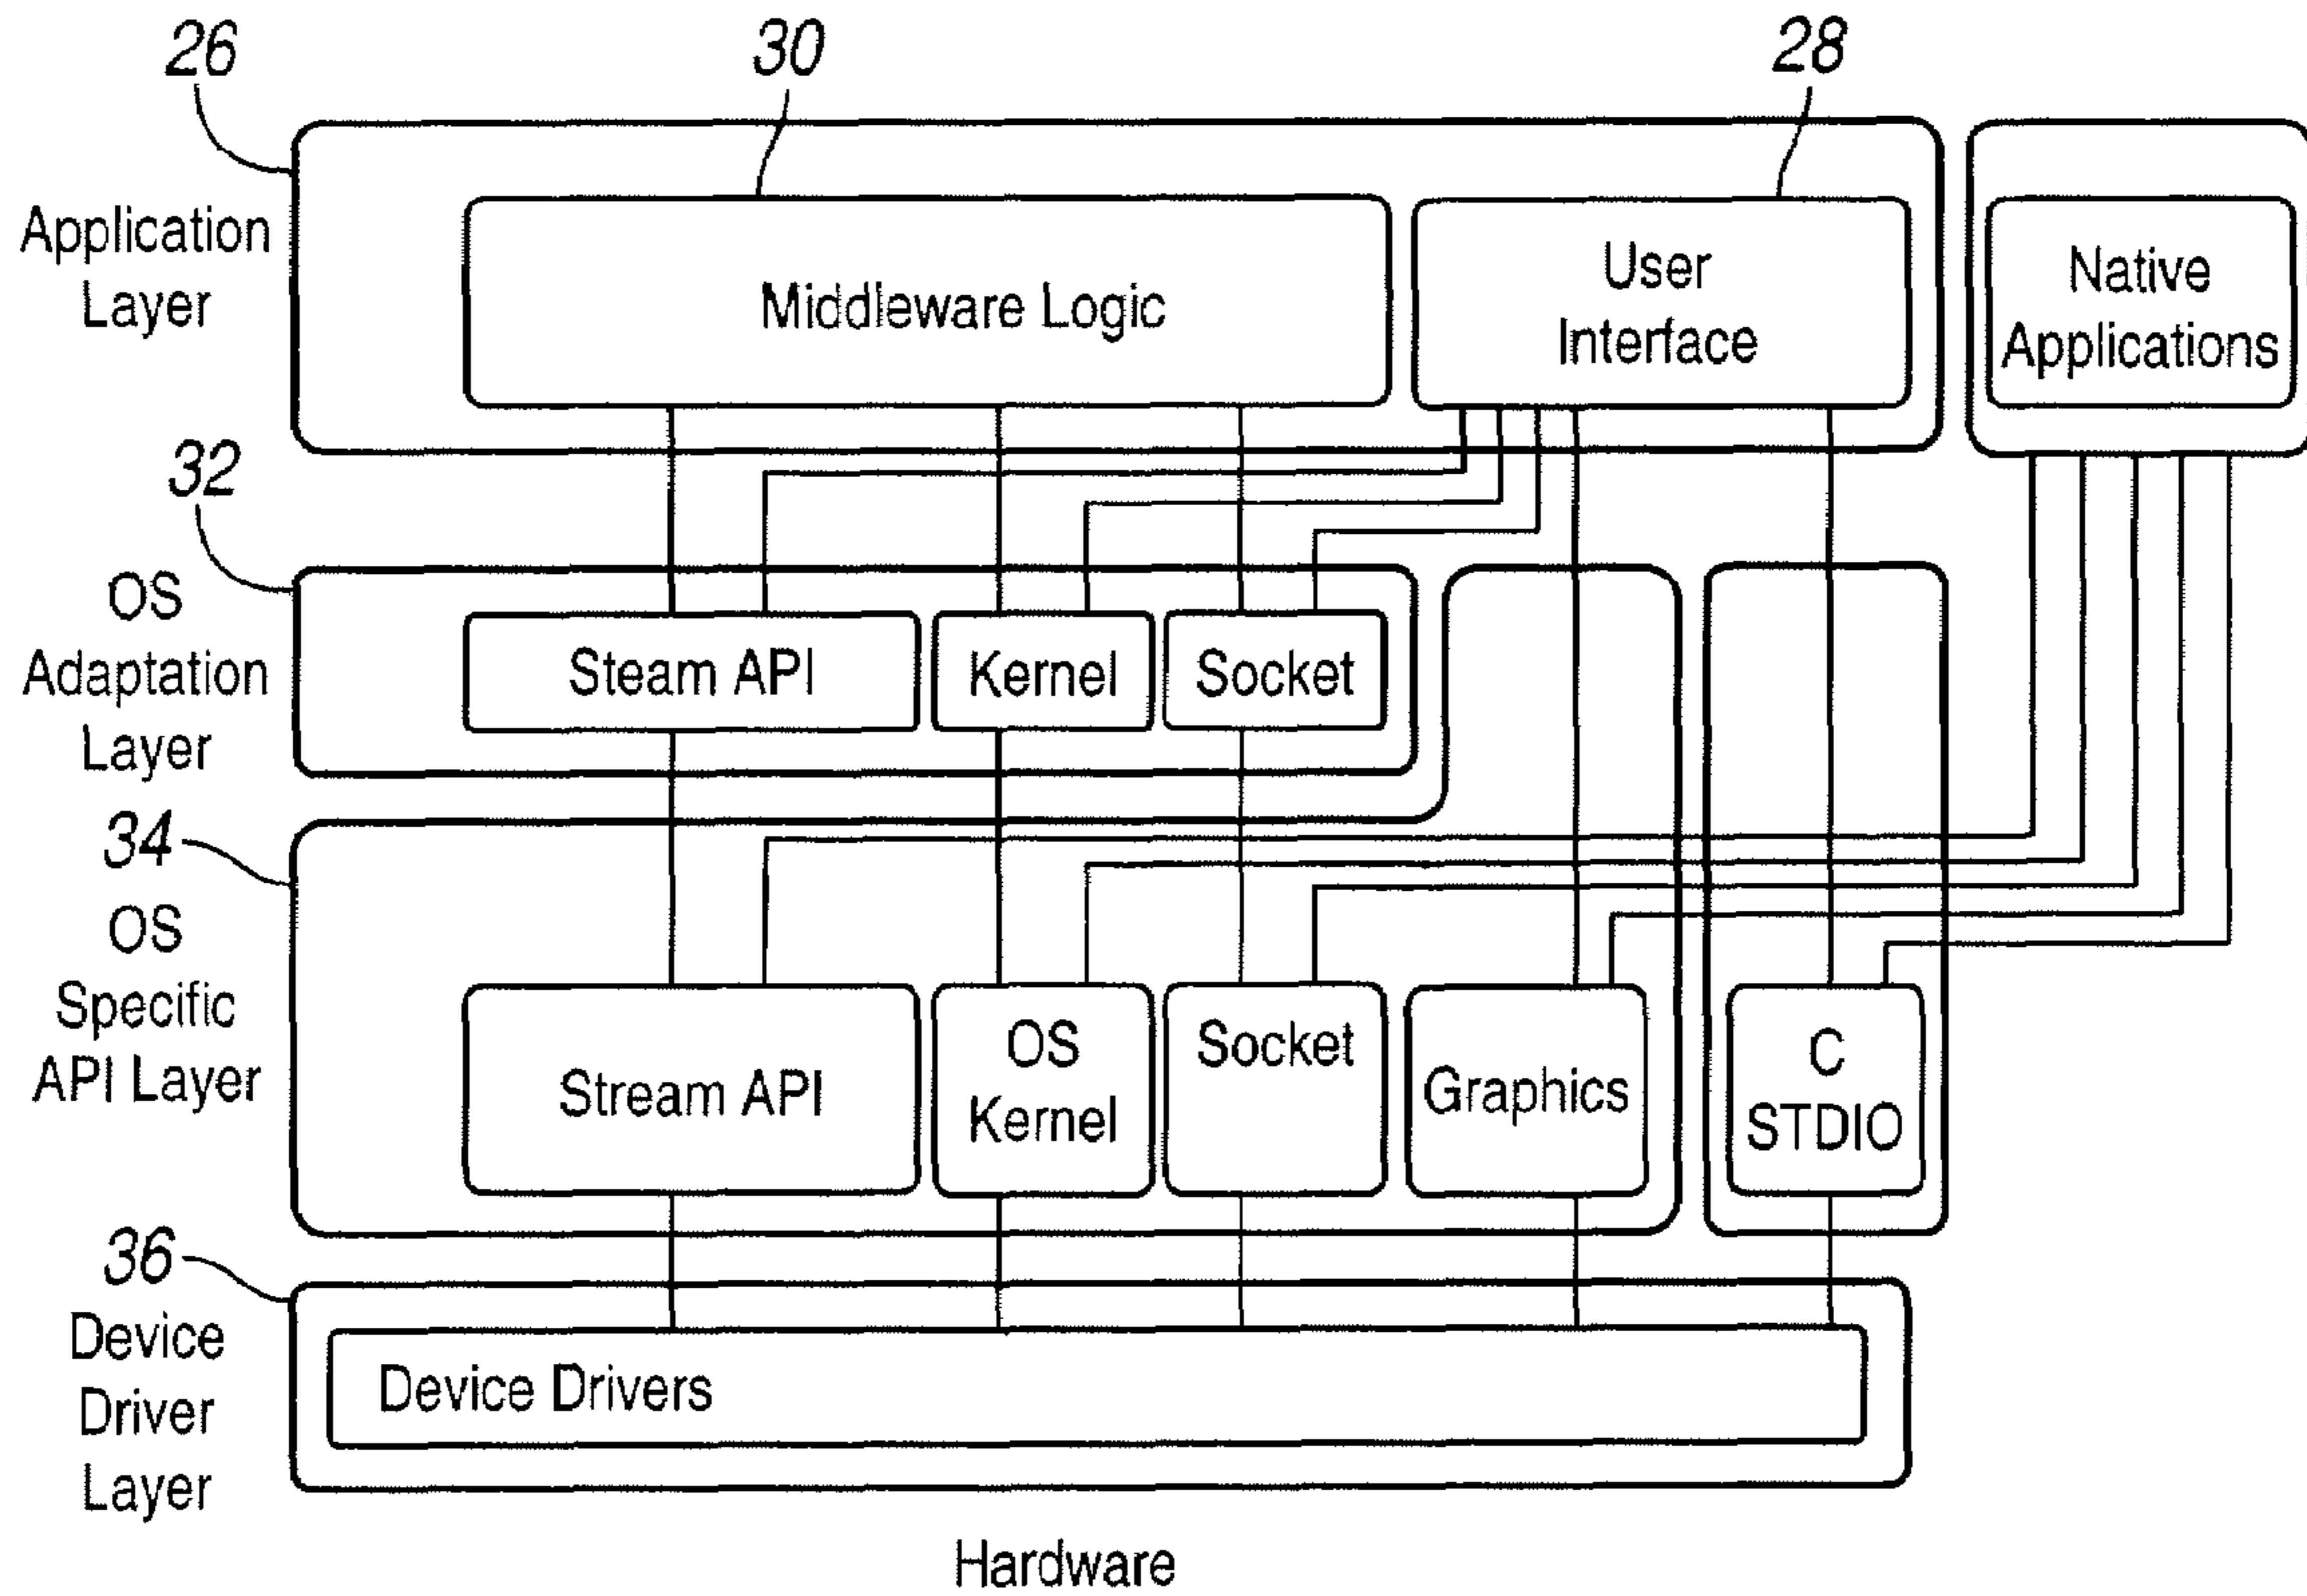 26
30
28
Application
Layer
Middleware Logic
User
Interface
Native
Applications
32
OS
Adaptation
Layer
Steam API
Kernel
Socket
34
OS
Specific
API Layer
Stream API
OS
Kernel
Socket
Graphics
C
STDIO
36
Device
Driver
Layer
Device Drivers
Hardware